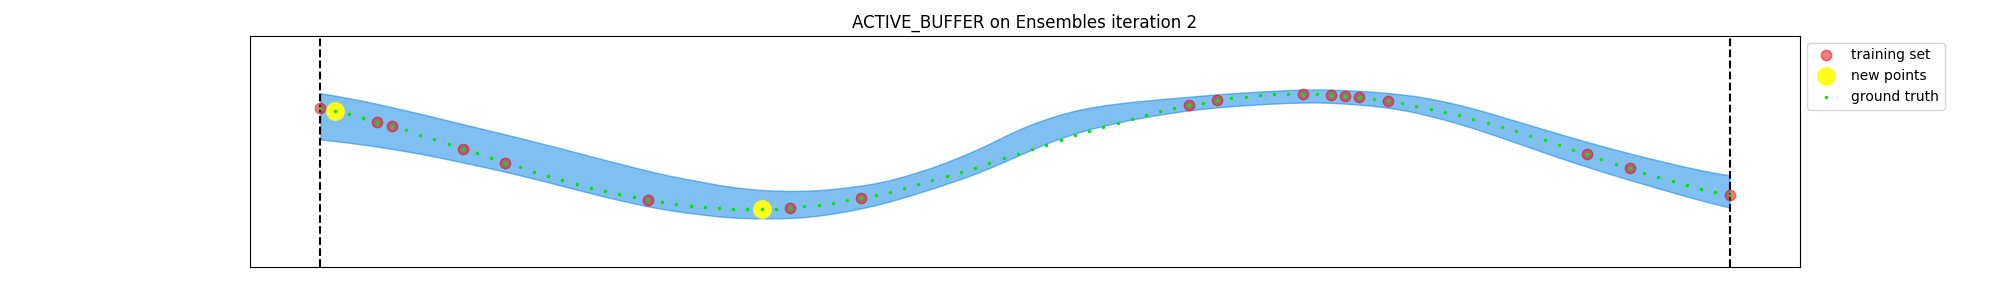 ACTIVE_BUFFER on Ensembles iteration 2
training set
new points
ground truth